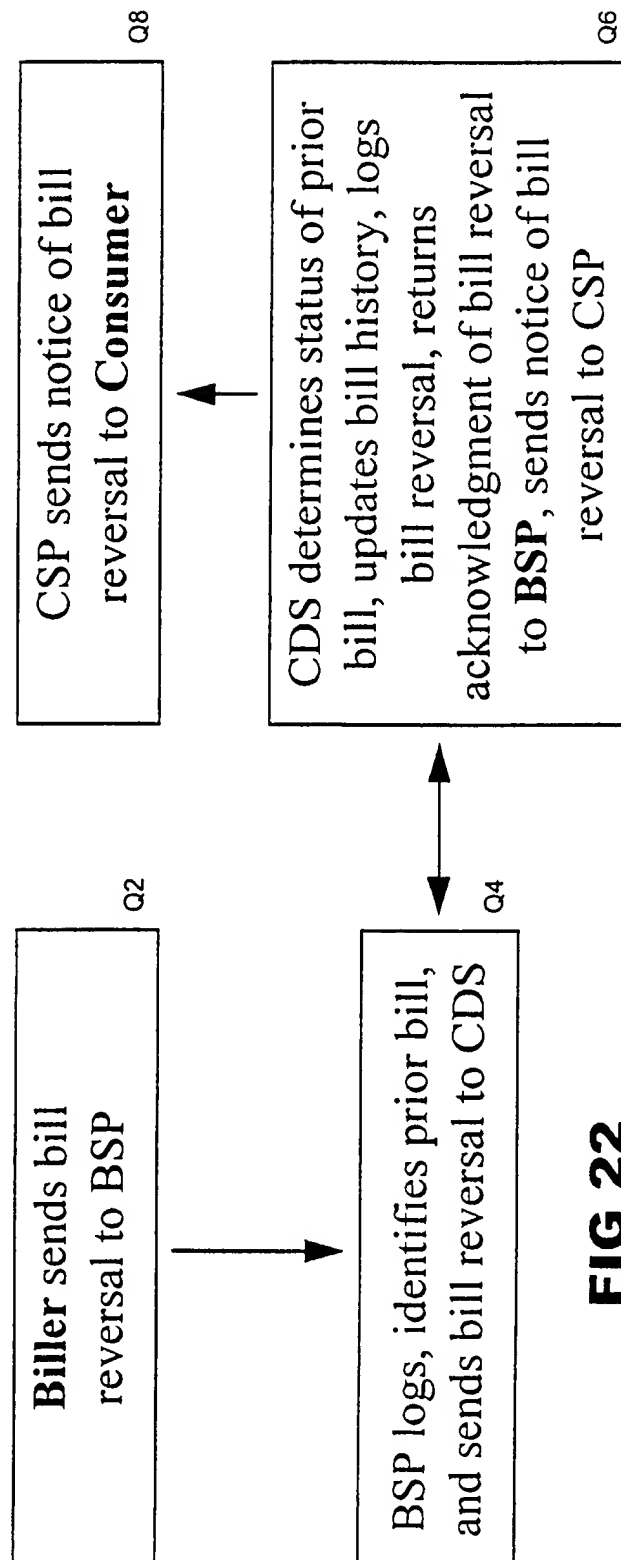 Biller sends bill
reversal to BSP
Q2
BSP logs, identifies prior bill,
and sends bill reversal to CDS
Q4
CSP sends notice of bill
reversal to Consumer
Q8
CDS determines status of prior
bill, updates bill history, logs
bill reversal, returns
acknowledgment of bill reversal
to BSP, sends notice of bill
reversal to CSP
Q6
FIG 22